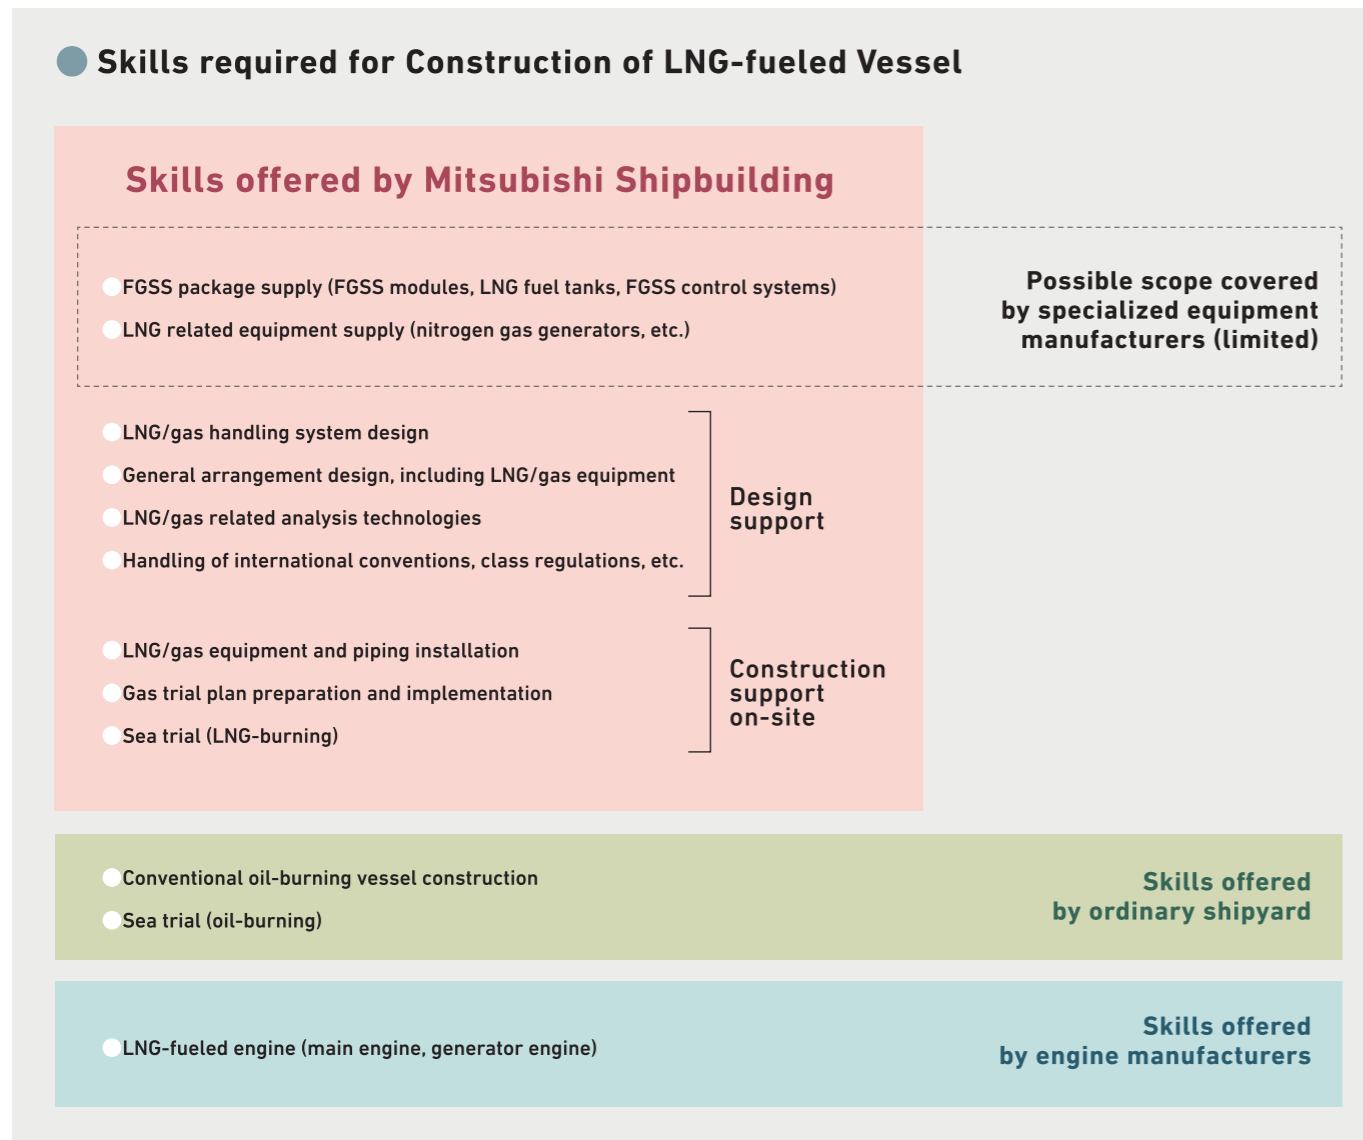 Skills required for Construction of LNG-fueled Vessel
Skills offered by Mitsubishi Shipbuilding
FGSS package supply (FGSS modules, LNG fuel tanks, FGSS control systems)
LNG related equipment supply (nitrogen gas generators, etc.)
Possible scope covered
by specialized equipment
manufacturers (limited)
LNG/gas handling system design
General arrangement design, including LNG/gas equipment
LNG/gas related analysis technologies
Handling of international conventions, class regulations, etc.
Design
support
LNG/gas equipment and piping installation
Gas trial plan preparation and implementation
Sea trial (LNG-burning)
Construction
support
on-site
Conventional oil-burning vessel construction
Sea trial (oil-burning)
Skills offered
by ordinary shipyard
LNG-fueled engine (main engine, generator engine)
Skills offered
by engine manufacturers